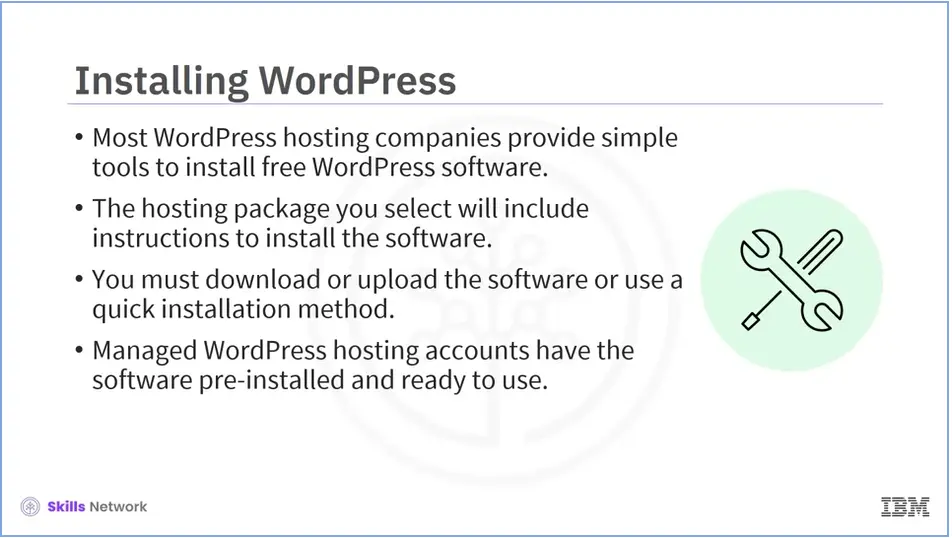 Installing WordPress
• Most WordPress hosting companies provide simple
tools to install free WordPress software.
• The hosting package you select will include
instructions to install the software.
• You must download or upload the software or use a
quick installation method.
• Managed WordPress hosting accounts have the
software pre-installed and ready to use.
Skills Network
IBM